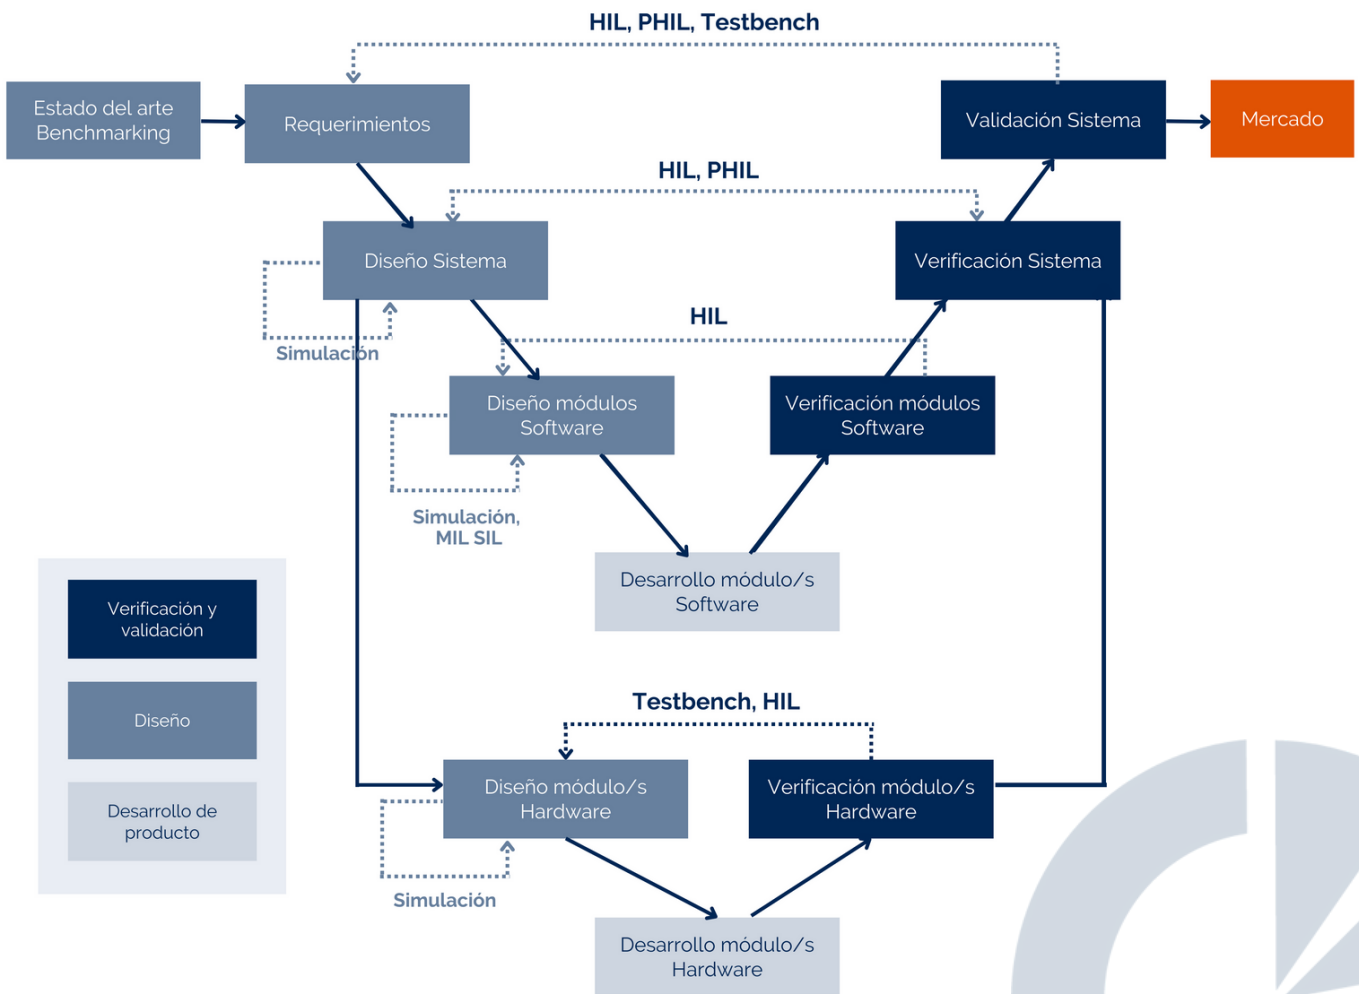 HIL, PHIL, Testbench
Estado del arte
Benchmarking
Requerimientos
Validación Sistema
Mercado
HIL, PHIL
Diseño Sistema
Verificación Sistema
Simulación
HIL
Diseño módulos
Software
Verificación módulos
Software
Simulación,
MIL SIL
Desarrollo módulo/s
Software
Verificación y
validación
Diseño
Desarrollo de
producto
Testbench, HIL
Diseño módulo/s
Hardware
Verificación módulo/s
Hardware
Simulación
Desarrollo módulo/s
Hardware